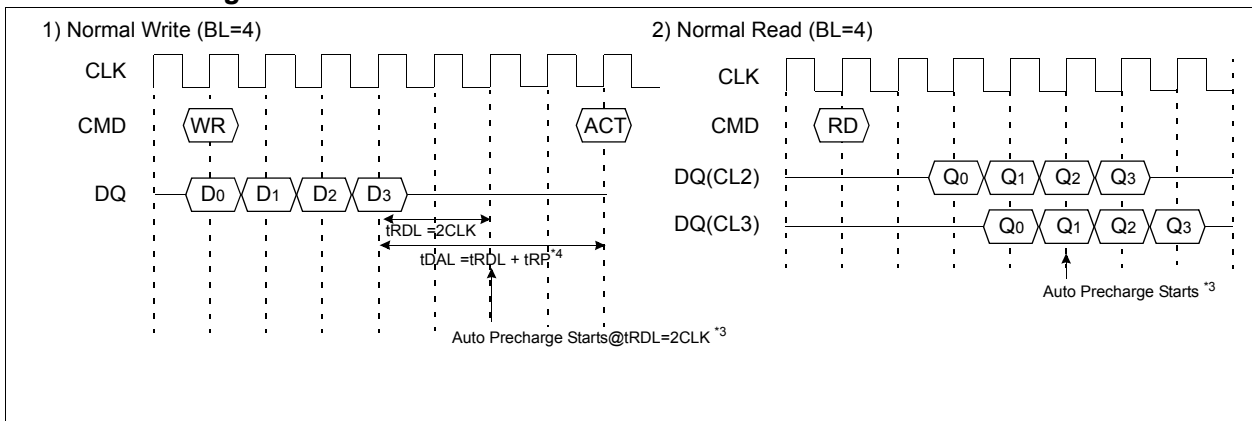 1) Normal Write (BL=4)
CLK
CMD
WR
ACT
DQ
D0 D1 D2 D3
tRDL =2CLK
tDAL =tRDL + tRP*4
Auto Precharge Starts@tRDL=2CLK *3
2) Normal Read (BL=4)
CLK
CMD
RD
DQ(CL2)
Q0 Q1 Q2 Q3
DQ(CL3)
Q0 Q1 Q2 Q3
Auto Precharge Starts *3